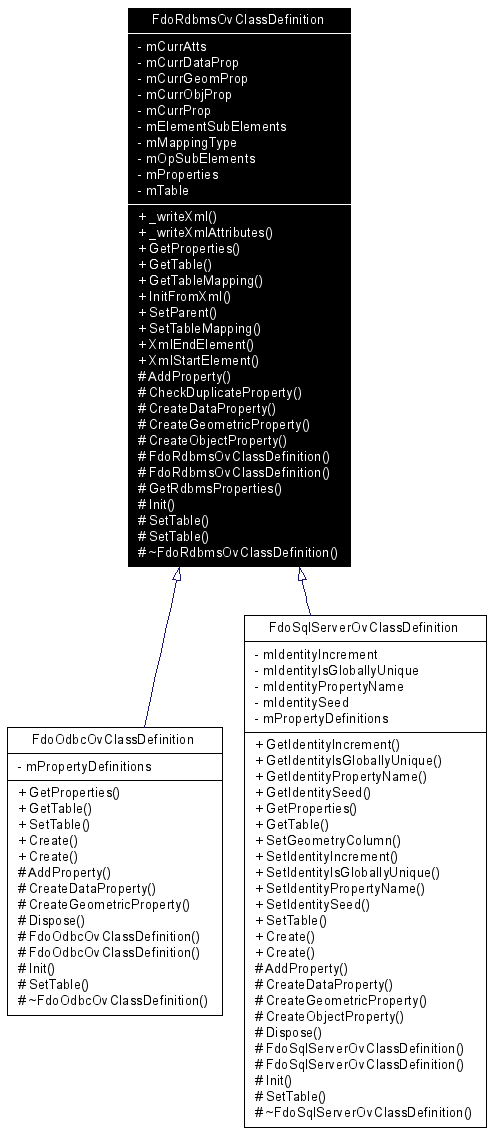 FdoRdbmsOvClassDefinition
- mCurrAtts
- mCurrDataProp
- mCurrGeomProp
- mCurrObjProp
- mCurrProp
- mElementSubElements
- mMappingType
- mOpSubElements
- mProperties
- mTable
+ _writeXml()
+ _writeXmlAttributes()
+ GetProperties()
+ GetTable()
+ GetTableMapping()
+ InitFromXml()
+ SetParent()
+ SetTableMapping()
+ XmlEndElement()
+ XmlStartElement()
# AddProperty()
# CheckDuplicateProperty()
# CreateDataProperty()
# CreateGeometricProperty()
# CreateObjectProperty()
# FdoRdbmsOvClassDefinition()
# FdoRdbmsOvClassDefinition()
# GetRdbmsProperties()
# Init()
# SetTable()
# SetTable()
# ~FdoRdbmsOvClassDefinition()
FdoOdbcOvClassDefinition
- mPropertyDefinitions
+ GetProperties()
+ GetTable()
+ SetTable()
+ Create()
+ Create()
# AddProperty()
# CreateDataProperty()
# CreateGeometricProperty()
# Dispose()
# FdoOdbcOvClassDefinition()
# FdoOdbcOvClassDefinition()
# Init()
# SetTable()
# ~FdoOdbcOvClassDefinition()
FdoSqlServerOvClassDefinition
- mIdentityIncrement
- mIdentityIsGloballyUnique
- mIdentityPropertyName
- mIdentitySeed
- mPropertyDefinitions
+ GetIdentityIncrement()
+ GetIdentityIsGloballyUnique()
+ GetIdentityPropertyName()
+ GetIdentitySeed()
+ GetProperties()
+ GetTable()
+ SetGeometryColumn()
+ SetIdentityIncrement()
+ SetIdentityIsGloballyUnique()
+ SetIdentityPropertyName()
+ SetIdentitySeed()
+ SetTable()
+ Create()
+ Create()
# AddProperty()
# CreateDataProperty()
# CreateGeometricProperty()
# CreateObjectProperty()
# Dispose()
# FdoSqlServerOvClassDefinition()
# FdoSqlServerOvClassDefinition()
# Init()
# SetTable()
# ~FdoSqlServerOvClassDefinition()